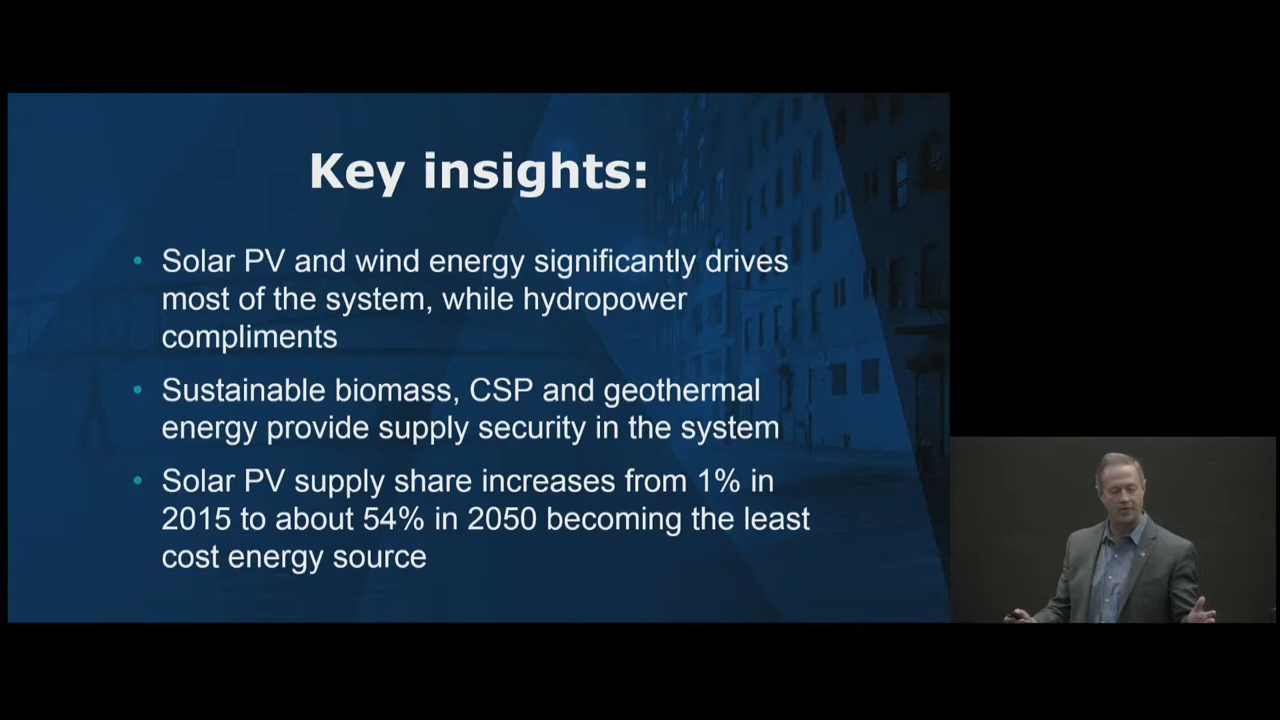 Key insights:
• Solar PV and wind energy significantly drives
most of the system, while hydropower
compliments
• Sustainable biomass, CSP and geothermal
energy provide supply security in the system
• Solar PV supply share increases from 1% in
2015 to about 54% in 2050 becoming the least
cost energy source